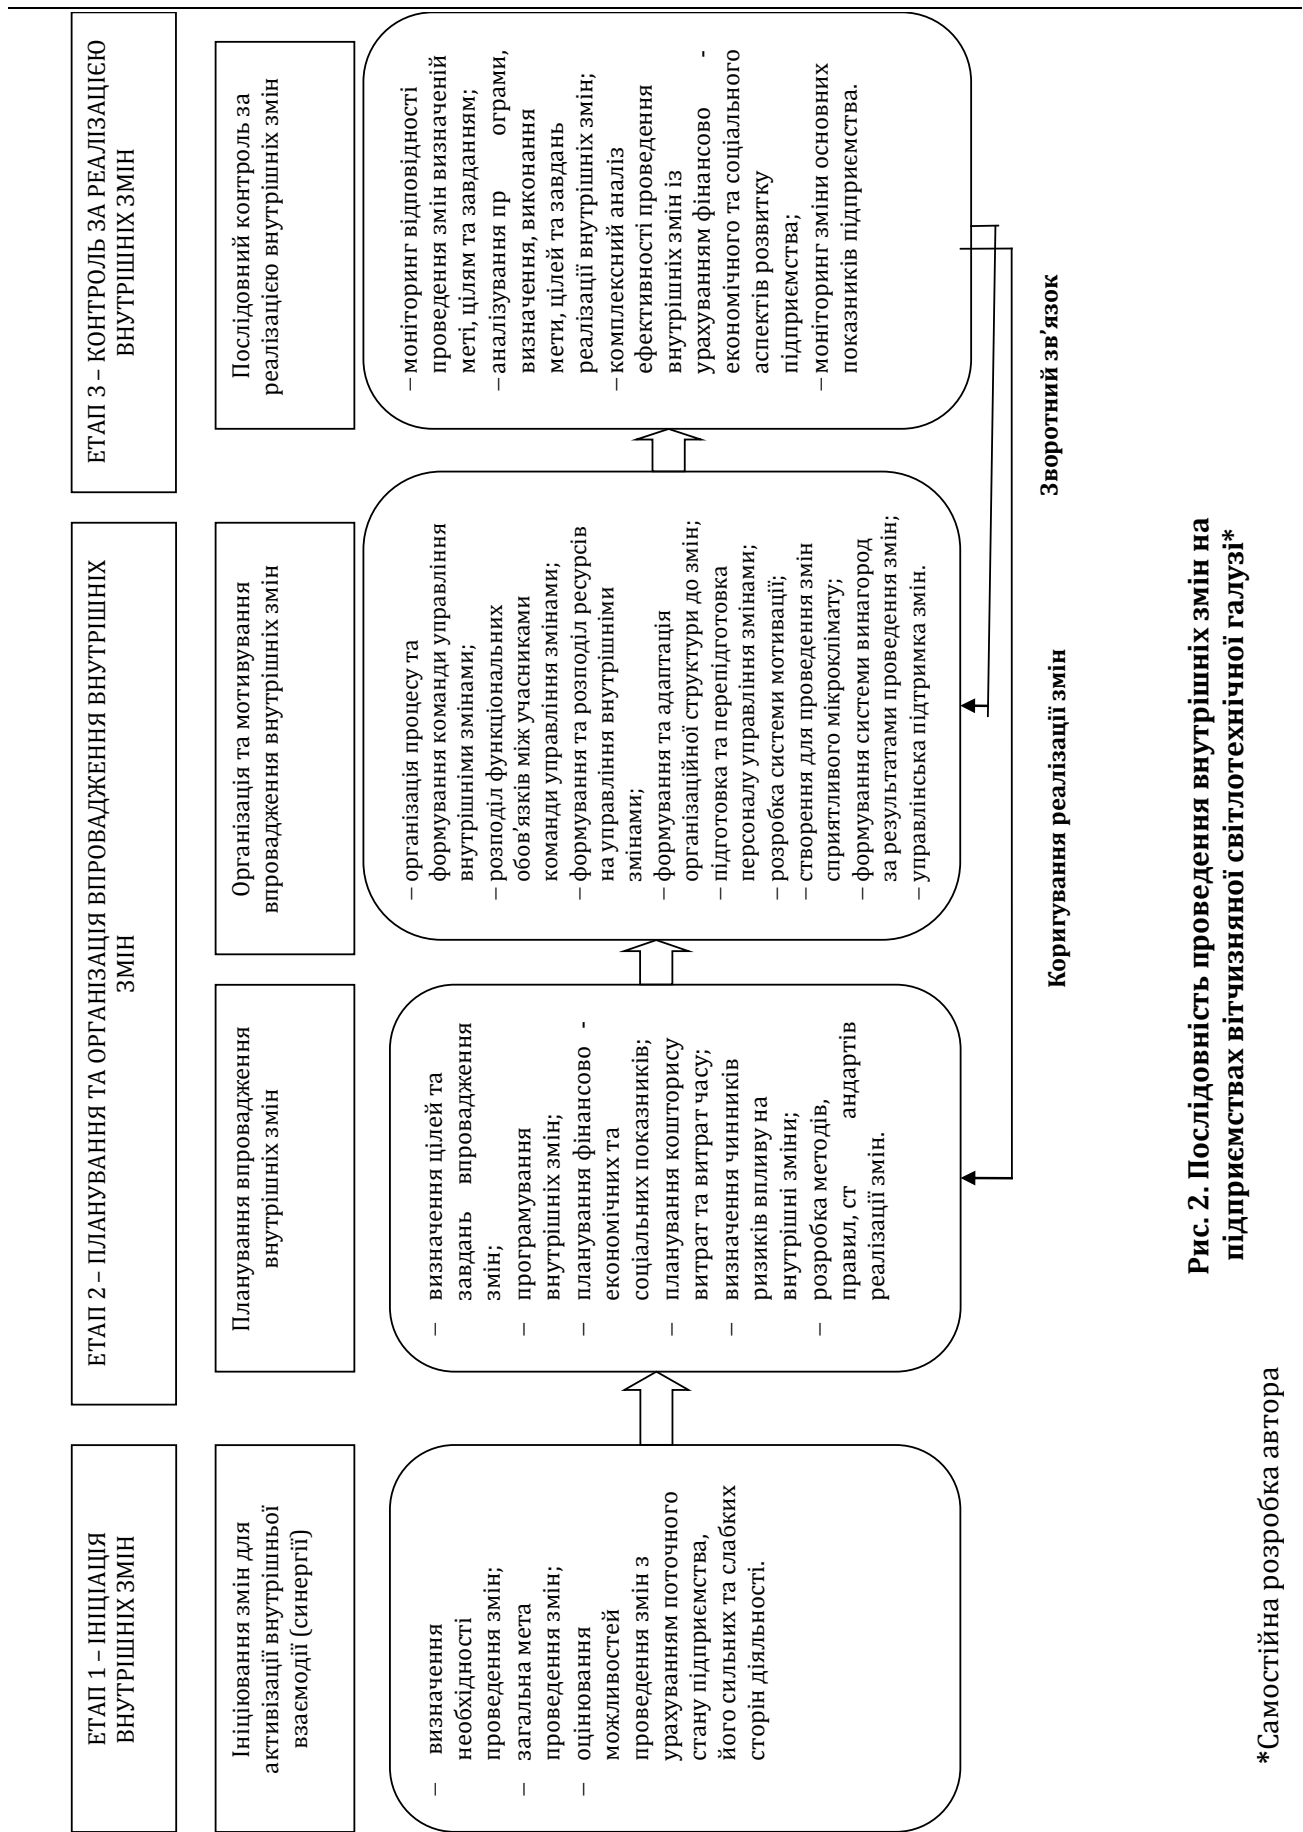 ЕТАП 1 – ІНІЦІАЦІЯ
ВНУТРІШНІХ ЗМІН
ЕТАП 2 – ПЛАНУВАННЯ ТА ОРГАНІЗАЦІЯ ВПРОВАДЖЕННЯ ВНУТРІШНІХ
ЗМІН
ЕТАП 3 – КОНТРОЛЬ ЗА РЕАЛІЗАЦІЄЮ
ВНУТРІШНІХ ЗМІН
Ініціювання змін для
активізації внутрішньої
взаємодії (синергії)
Планування впровадження
внутрішніх змін
Організація та мотивування
впровадження внутрішніх змін
Послідовний контроль за
реалізацією внутрішніх змін
– визначення
необхідності
проведення змін;
– загальна мета
проведення змін;
– оцінювання
можливостей
проведення змін з
урахуванням поточного
стану підприємства,
його сильних та слабких
сторін діяльності.
– визначення цілей та
завдань впровадження
змін;
– програмування
внутрішніх змін;
– планування фінансово -
економічних та
соціальних показників;
– планування кошторису
витрат та витрат часу;
– визначення чинників
ризиків впливу на
внутрішні зміни;
– розробка методів,
правил, ст андартів
реалізації змін.
– організація процесу та
формування команди управління
внутрішніми змінами;
– розподіл функціональних
обов’язків між учасниками
команди управління змінами;
– формування та розподіл ресурсів
на управління внутрішніми
змінами;
– формування та адаптація
організаційної структури до змін;
– підготовка та перепідготовка
персоналу управління змінами;
– розробка системи мотивації;
– створення для проведення змін
сприятливого мікроклімату;
– формування системи винагород
за результатами проведення змін;
– управлінська підтримка змін.
– моніторинг відповідності
проведення змін визначеній
меті, цілям та завданням;
– аналізування пр ограми,
визначення, виконання
мети, цілей та завдань
реалізації внутрішніх змін;
– комплексний аналіз
ефективності проведення
внутрішніх змін із
урахуванням фінансово -
економічного та соціального
аспектів розвитку
підприємства;
– моніторинг зміни основних
показників підприємства.
Зворотний зв’язок
Коригування реалізації змін
Рис. 2. Послідовність проведення внутрішніх змін на
підприємствах вітчизняної світлотехнічної галузі*
*Самостійна розробка автора